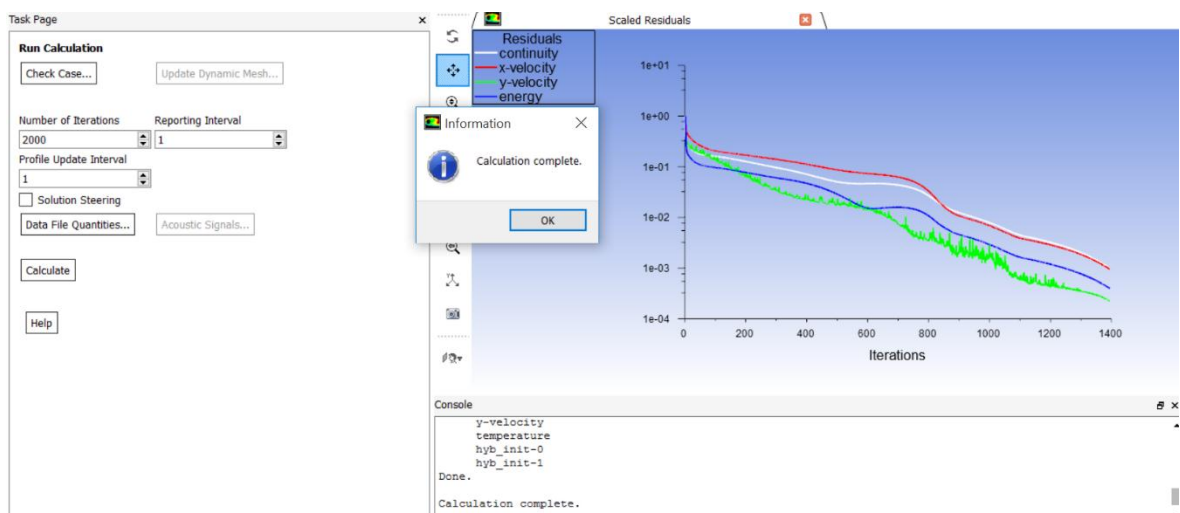 Task Page
Run Calculation
Check Case...
Update Dynamic Mesh...
Number of Iterations
Reporting Interval
2000
1
Profile Update Interval
1
Solution Steering
Data File Quantities...
Acoustic Signals...
Calculate
Help
Scaled Residuals
Residuals
continuity
x-velocity
y-velocity
energy
1e+01
1e+00
1e-01
1e-02
1e-03
1e-04
0 200 400 600 800 1000 1200 1400
Iterations
Information
Calculation complete.
OK
Console
y-velocity
temperature
hyb_init-0
hyb_init-1
Done.
Calculation complete.